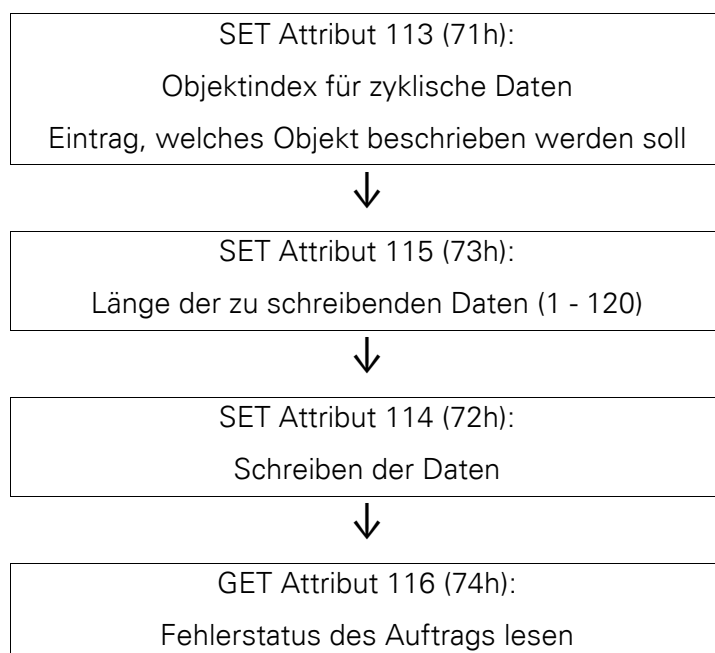 SET Attribut 113 (71h):
Objektindex für zyklische Daten
Eintrag, welches Objekt beschrieben werden soll
SET Attribut 115 (73h):
Länge der zu schreibenden Daten (1 - 120)
SET Attribut 114 (72h):
Schreiben der Daten
GET Attribut 116 (74h):
Fehlerstatus des Auftrags lesen